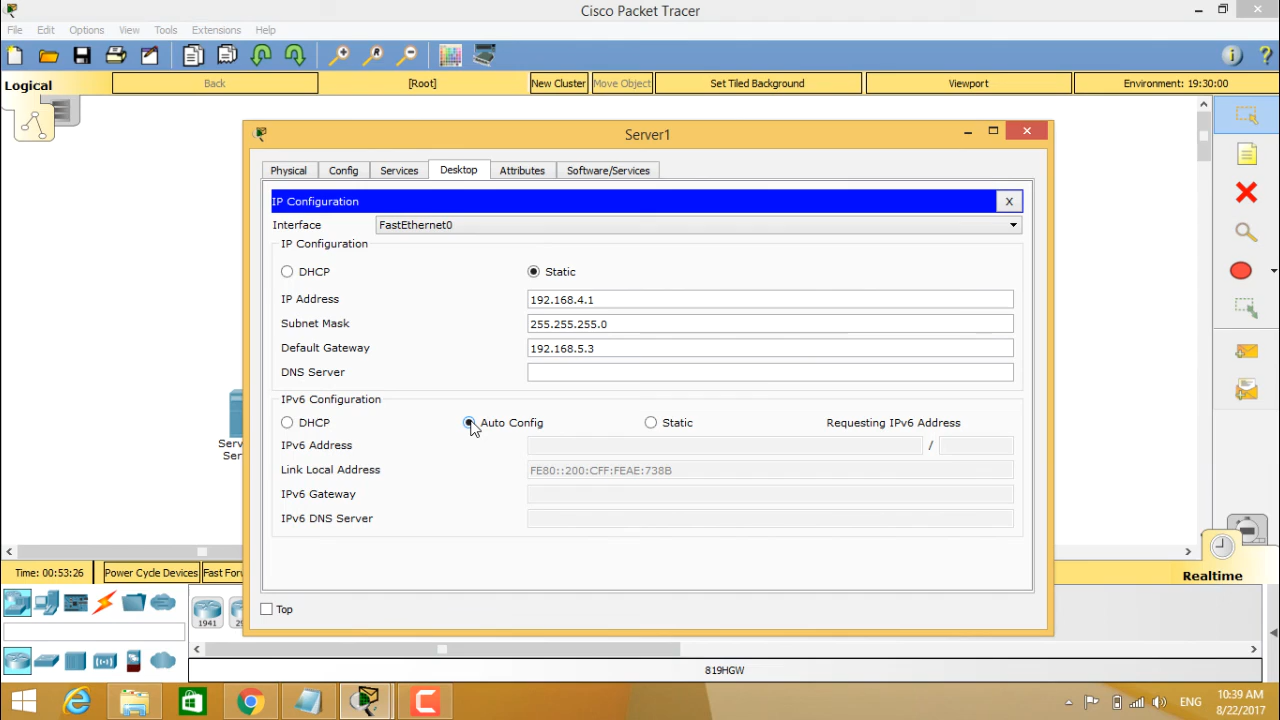 Cisco Packet Tracer
File Edit Options View Tools Extensions Help
Logical Back [Root] New Cluster Move Object Set Tiled Background Viewport Environment: 19:30:00
Server1
Physical Config Services Desktop Attributes Software/Services
IP Configuration X
Interface FastEthernet0
IP Configuration
DHCP Static
IP Address 192.168.4.1
Subnet Mask 255.255.255.0
Default Gateway 192.168.5.3
DNS Server
IPv6 Configuration
DHCP Auto Config Static Requesting IPv6 Address
IPv6 Address /
Link Local Address FE80::200:CFF:FEAE:738B
IPv6 Gateway
IPv6 DNS Server
Time: 00:53:26 Power Cycle Devices Fast For
Realtime
Top
1941
819HGW
ENG
10:39 AM
8/22/2017